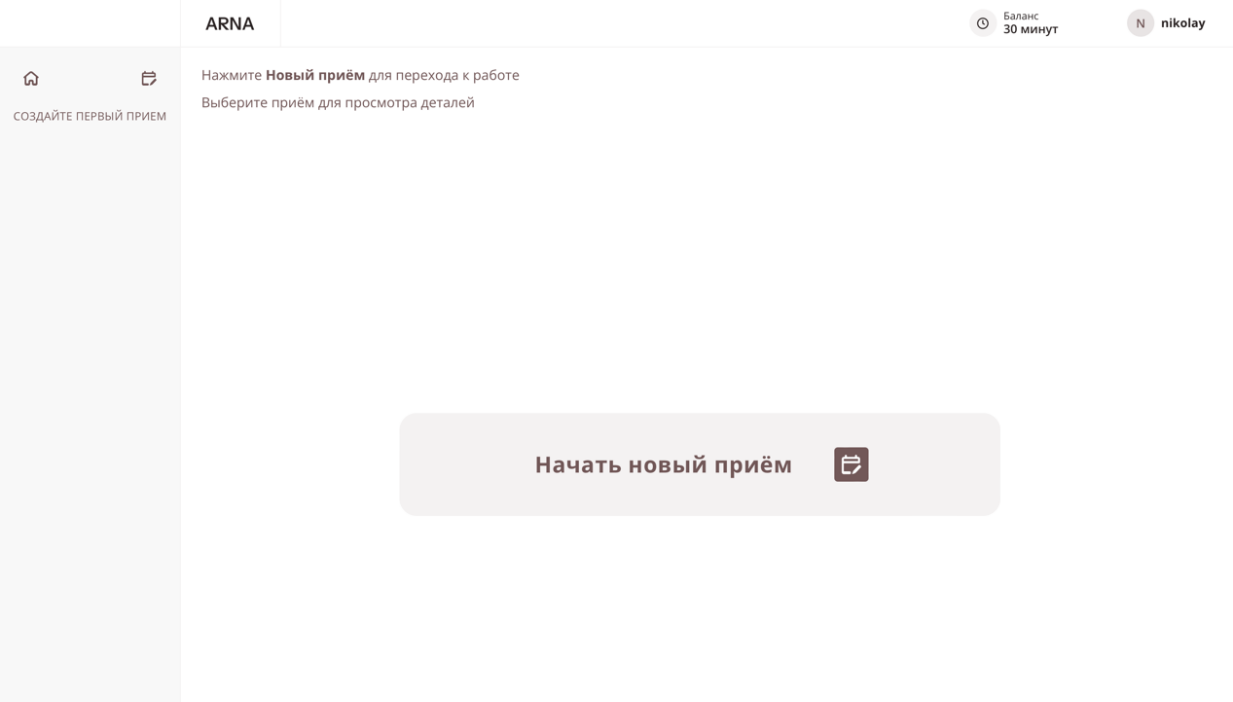 ARNA
Баланс
30 минут
N
nikolay
СОЗДАЙТЕ ПЕРВЫЙ ПРИЕМ
Нажмите Новый приём для перехода к работе
Выберите приём для просмотра деталей
Начать новый приём